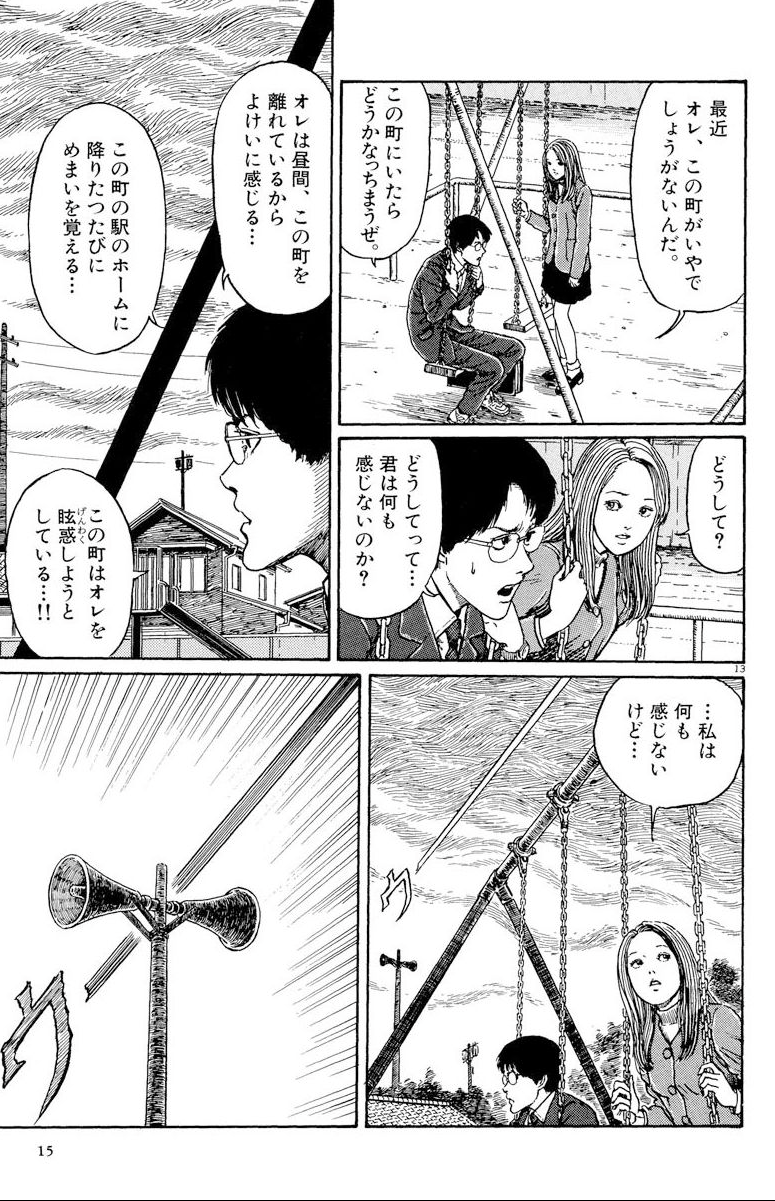 最近
オレ、この町がいやで
しょうがないんだ。
この町にいたら
どうかなっちまうぜ。
どうして?
どうしてって…
君は何も
感じないのか?
オレは昼間、この町を
離れているから
よけいに感じる…
この町の駅のホームに
降りたつたびに
めまいを覚える…
この町はオレを
眩惑しようと
げんわく
している…!!
13
…私は
何も
感じない
けど…
ウ
ウ
15